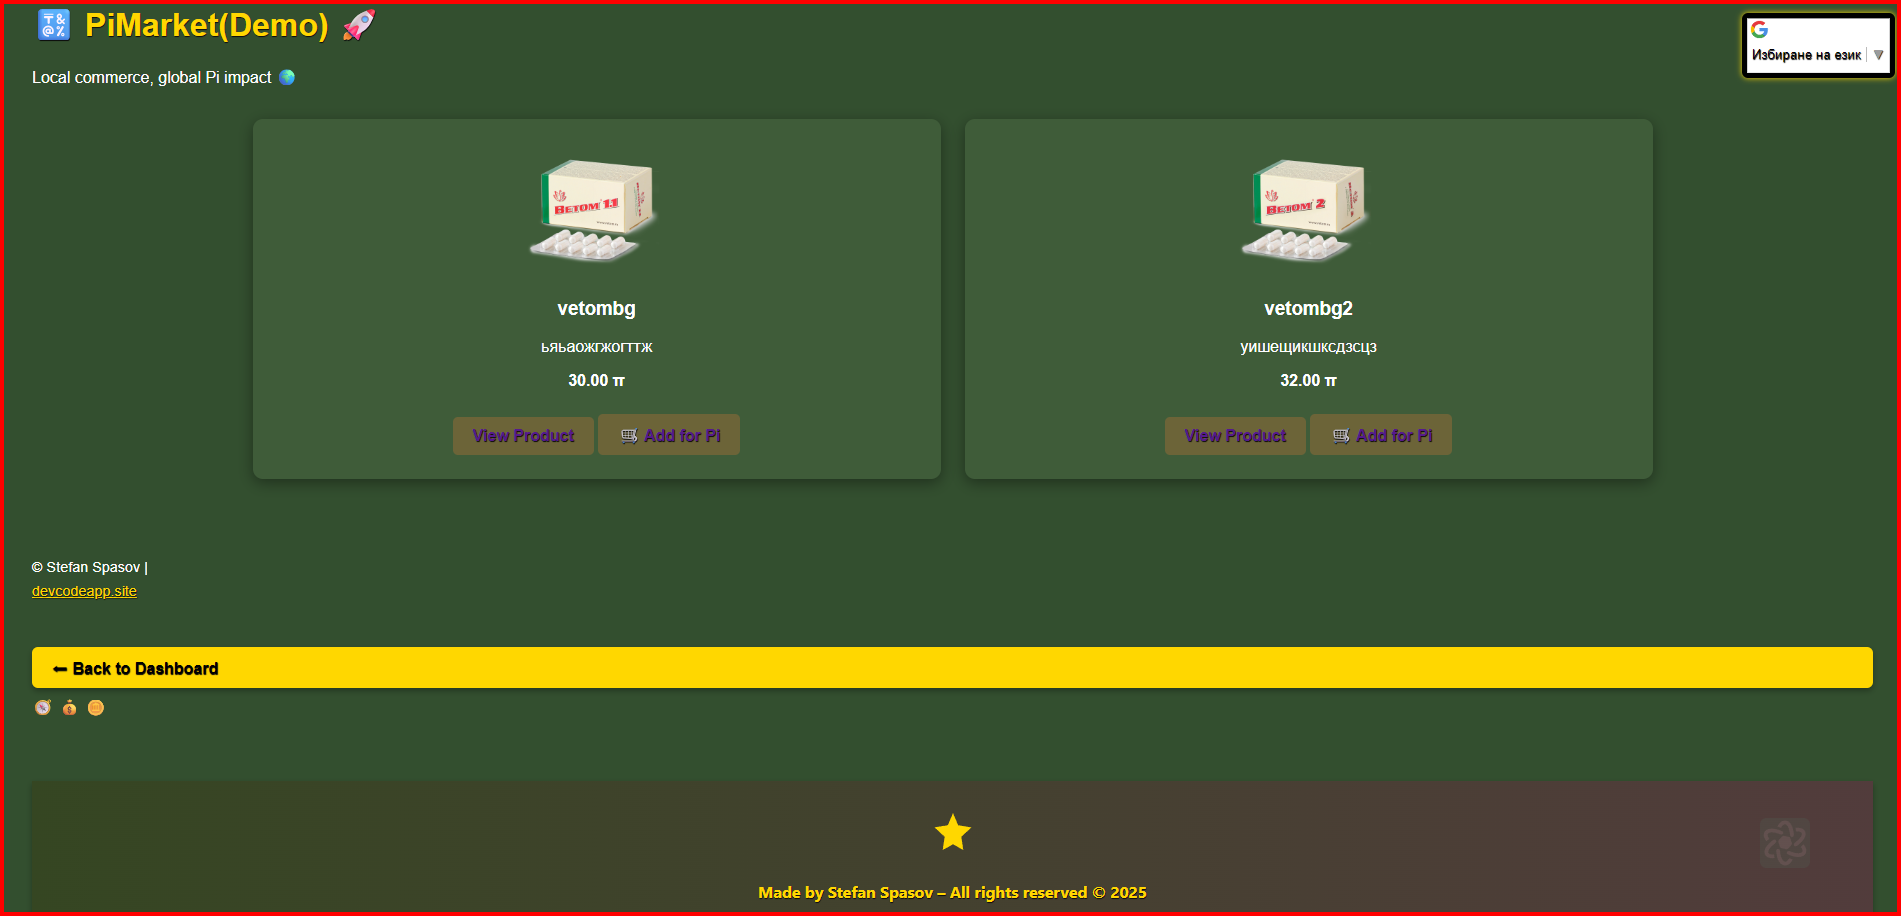 PiMarket(Demo) 🚀
Избиране на език ▼
Local commerce, global Pi impact 🌍
Ветом 1.1
Ветом 2
vetombg
ьяьаожгжогттж
30.00 π
View Product
🛒 Add for Pi
vetombg2
уишещикшксдзсцз
32.00 π
View Product
🛒 Add for Pi
© Stefan Spasov |
devcodeapp.site
⬅ Back to Dashboard
Made by Stefan Spasov – All rights reserved © 2025